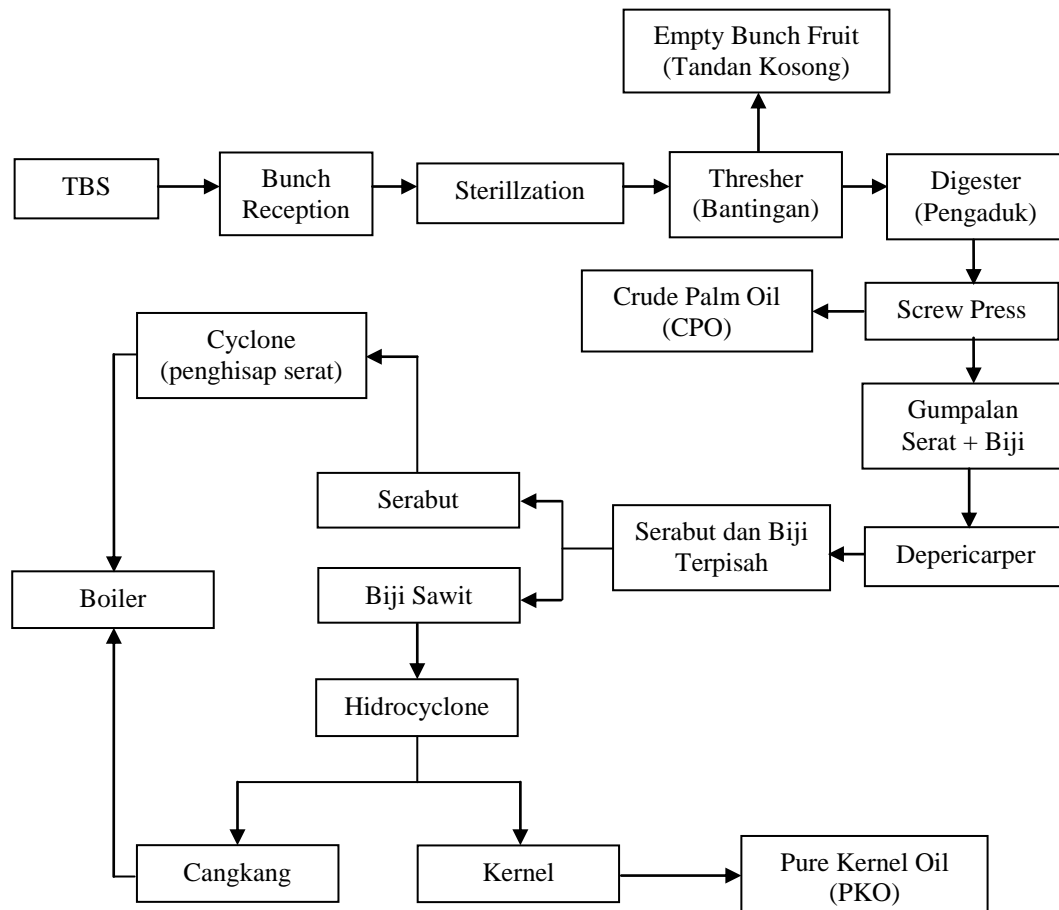 Empty Bunch Fruit
(Tandan Kosong)
TBS
Bunch
Reception
Sterillzation
Thresher
(Bantingan)
Digester
(Pengaduk)
Crude Palm Oil
(CPO)
Screw Press
Cyclone
(penghisap serat)
Gumpalan
Serat + Biji
Serabut
Serabut dan Biji
Terpisah
Depericarper
Boiler
Biji Sawit
Hidrocyclone
Cangkang
Kernel
Pure Kernel Oil
(PKO)